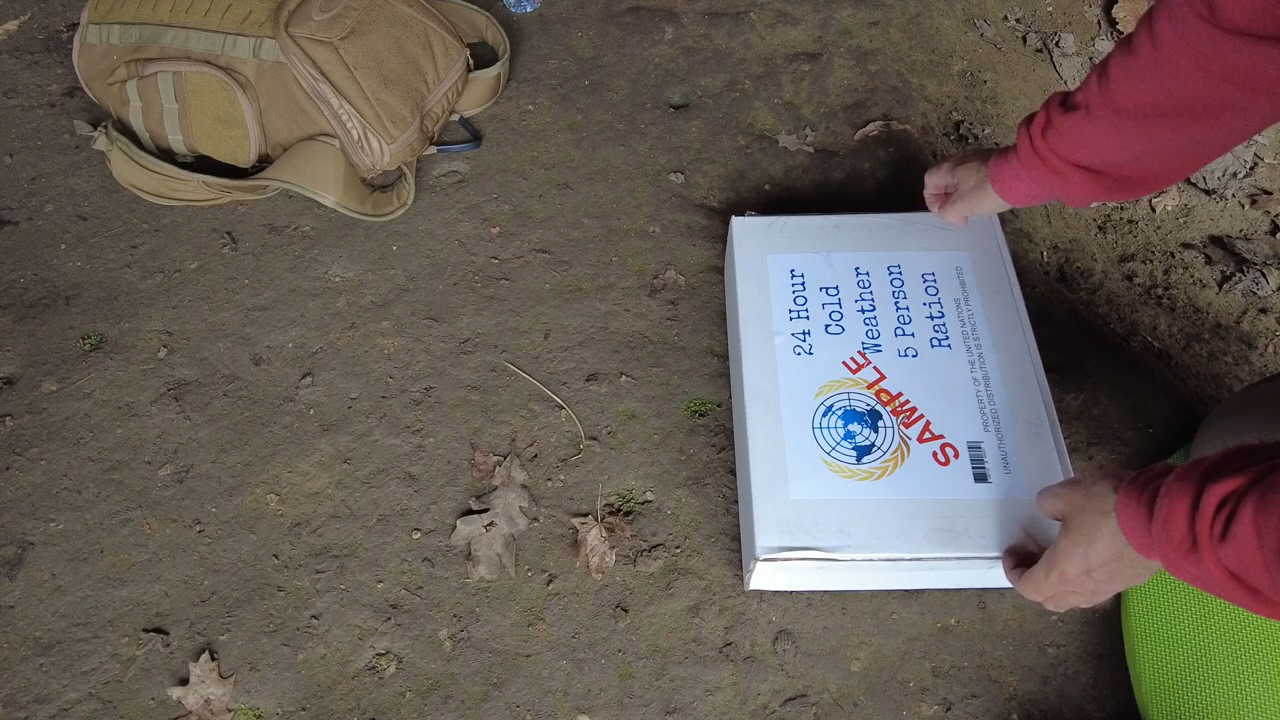 24 Hour
Cold
Weather
5 Person
Ration
SAMPLE
PROPERTY OF THE UNITED NATIONS
UNAUTHORIZED DISTRIBUTION IS STRICTLY PROHIBITED